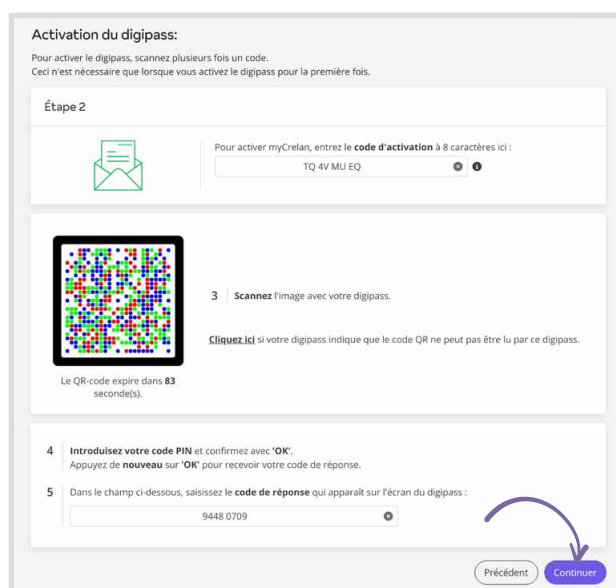 Activation du digipass:
Pour activer le digipass, scannez plusieurs fois un code.
Ceci n'est nécessaire que lorsque vous activez le digipass pour la première fois.
Étape 2
Pour activer myCrelan, entrez le code d'activation à 8 caractères ici :
TQ 4V MU EQ
3 Scannez l'image avec votre digipass.
Cliquez ici si votre digipass indique que le code QR ne peut pas être lu par ce digipass.
Le QR-code expire dans 83
seconde(s).
4 Introduisez votre code PIN et confirmez avec 'OK'.
Appuyez de nouveau sur 'OK' pour recevoir votre code de réponse.
5 Dans le champ ci-dessous, saisissez le code de réponse qui apparaît sur l'écran du digipass :
9448 0709
Précédent Continuer